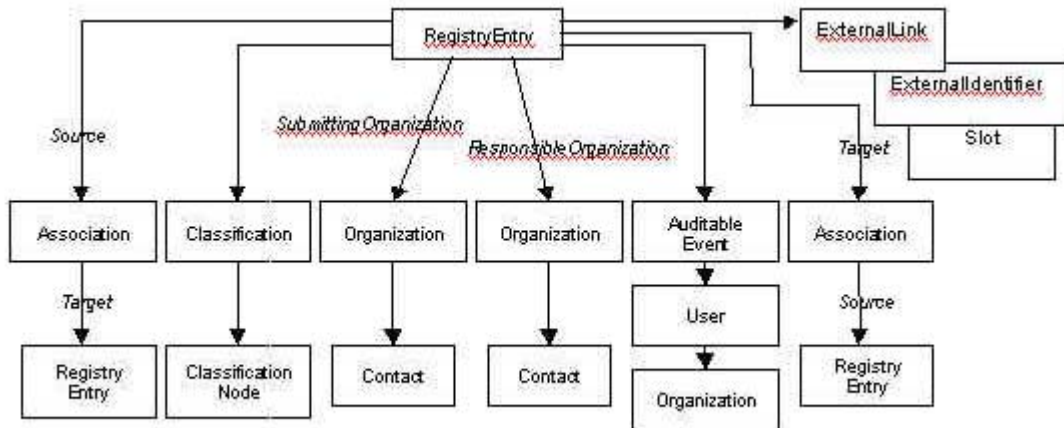 RegistryEntry
ExternalLink
ExternalIdentifier
Slot
Submitting Organization
Source
Responsible Organization
Target
Association
Classification
Organization
Organization
Auditable
Event
Association
Target
User
Source
Registry
Entry
Classification
Node
Contact
Contact
Organization
Registry
Entry